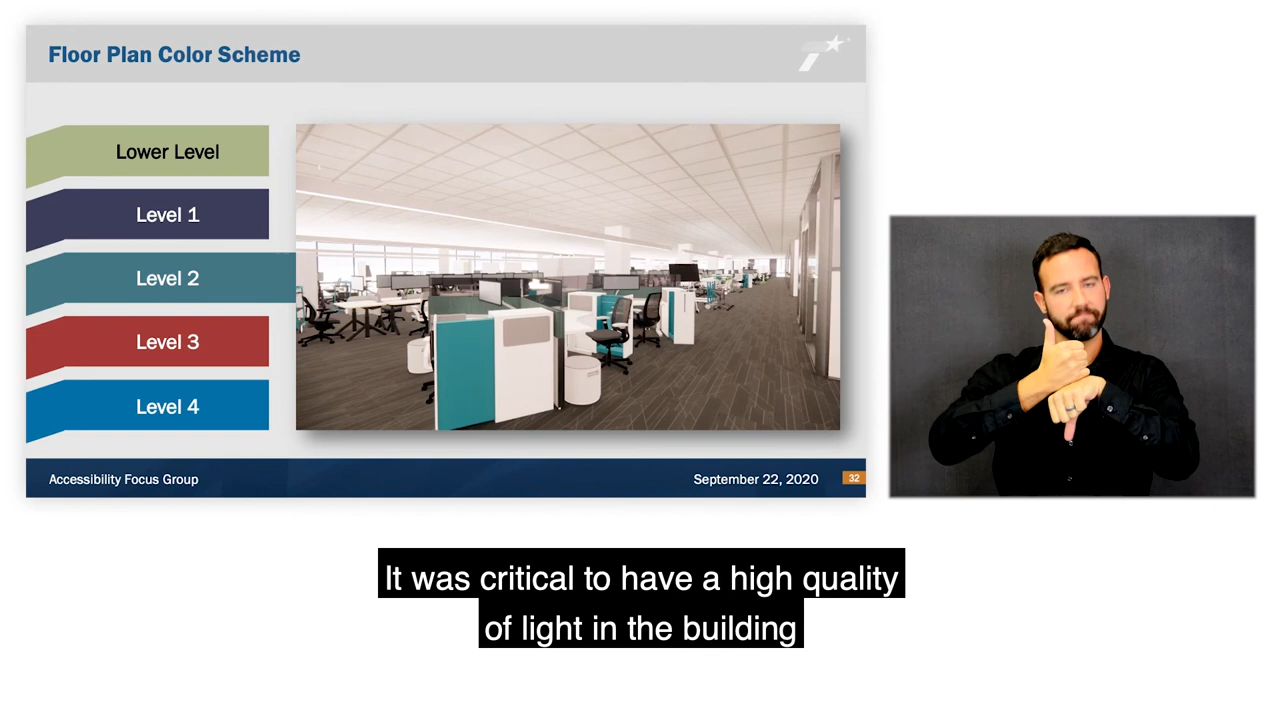 Floor Plan Color Scheme
Lower Level
Level 1
Level 2
Level 3
Level 4
Accessibility Focus Group
September 22, 2020
32
It was critical to have a high quality
of light in the building